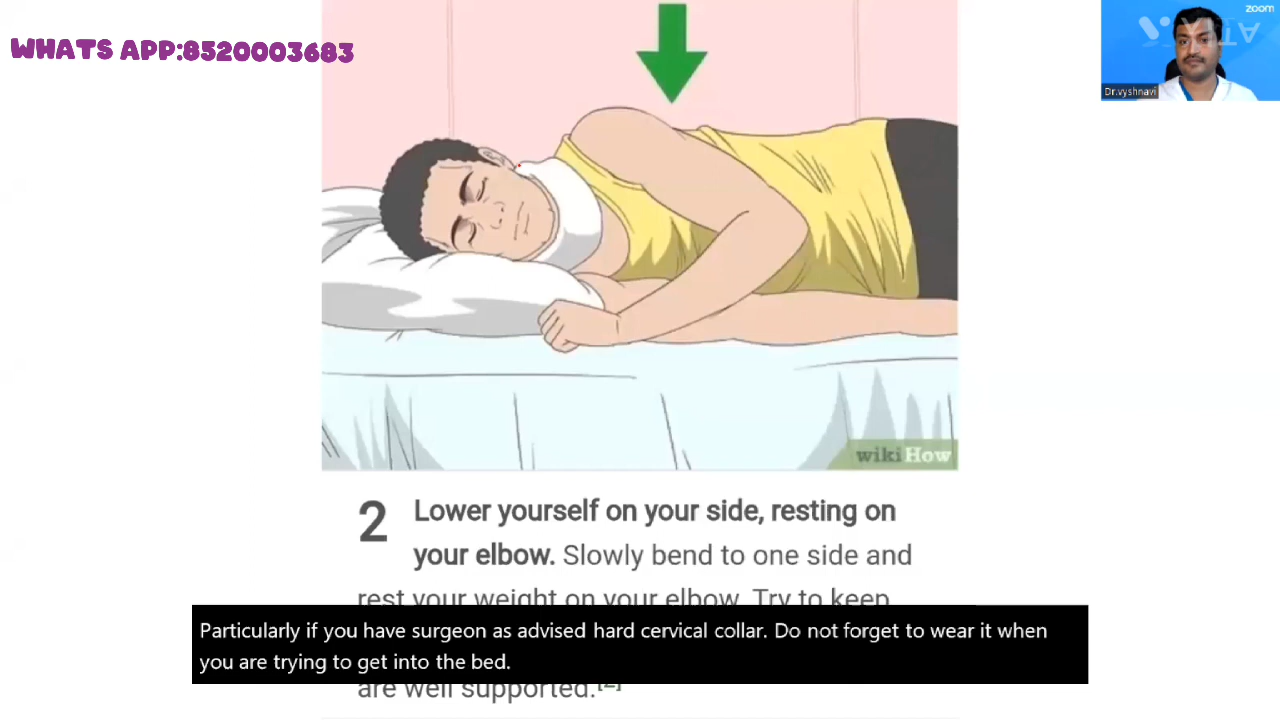 zoom
WHATS APP:8520003683
Dr.vyshnavi
wikiHow
2 Lower yourself on your side, resting on
your elbow. Slowly bend to one side and
rest your weight on your elbow. Try to keep
Particularly if you have surgeon as advised hard cervical collar. Do not forget to wear it when
you are trying to get into the bed.
are well supported.[2]